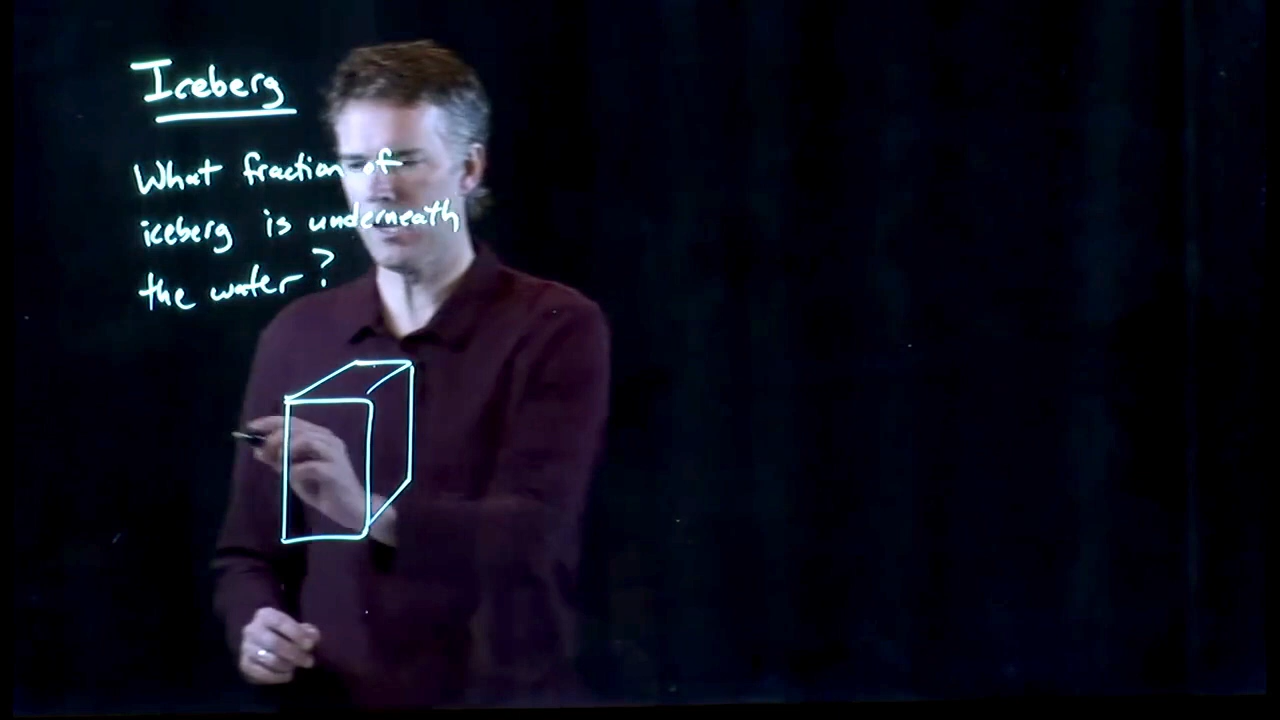 Iceberg
What fraction of
iceberg is underneath
the water?